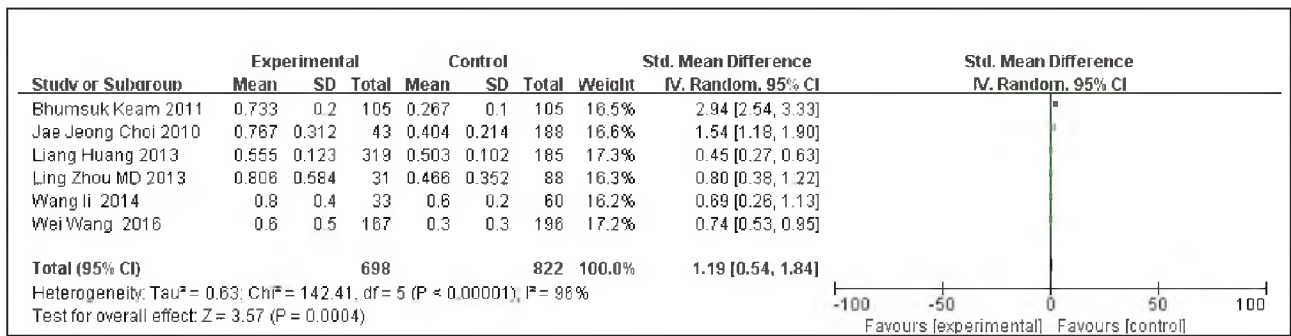 Experimental Control Std. Mean Difference Std. Mean Difference
Study or Subgroup Mean SD Total Mean SD Total Weight IV. Random. 95% CI IV. Random. 95% CI
Bhumsuk Keam 2011 0.733 0.2 105 0.267 0.1 105 16.5% 2.94 [2.54, 3.33]
Jae Jeong Choi 2010 0.767 0.312 43 0.404 0.214 188 16.6% 1.54 [1.18, 1.90]
Liang Huang 2013 0.555 0.123 319 0.503 0.102 185 17.3% 0.45 [0.27, 0.63]
Ling Zhou MD 2013 0.806 0.584 31 0.466 0.352 88 16.3% 0.80 [0.38, 1.22]
Wang li 2014 0.8 0.4 33 0.6 0.2 60 16.2% 0.69 [0.26, 1.13]
Wei Wang 2016 0.6 0.5 167 0.3 0.3 196 17.2% 0.74 [0.53, 0.95]
Total (95% CI) 698 822 100.0% 1.19 [0.54, 1.84]
Heterogeneity: Tau² = 0.63; Chi² = 142.41, df = 5 (P < 0.00001); I² = 96%
Test for overall effect: Z = 3.57 (P = 0.0004)
-100 -50 0 50 100
Favours [experimental] Favours [control]